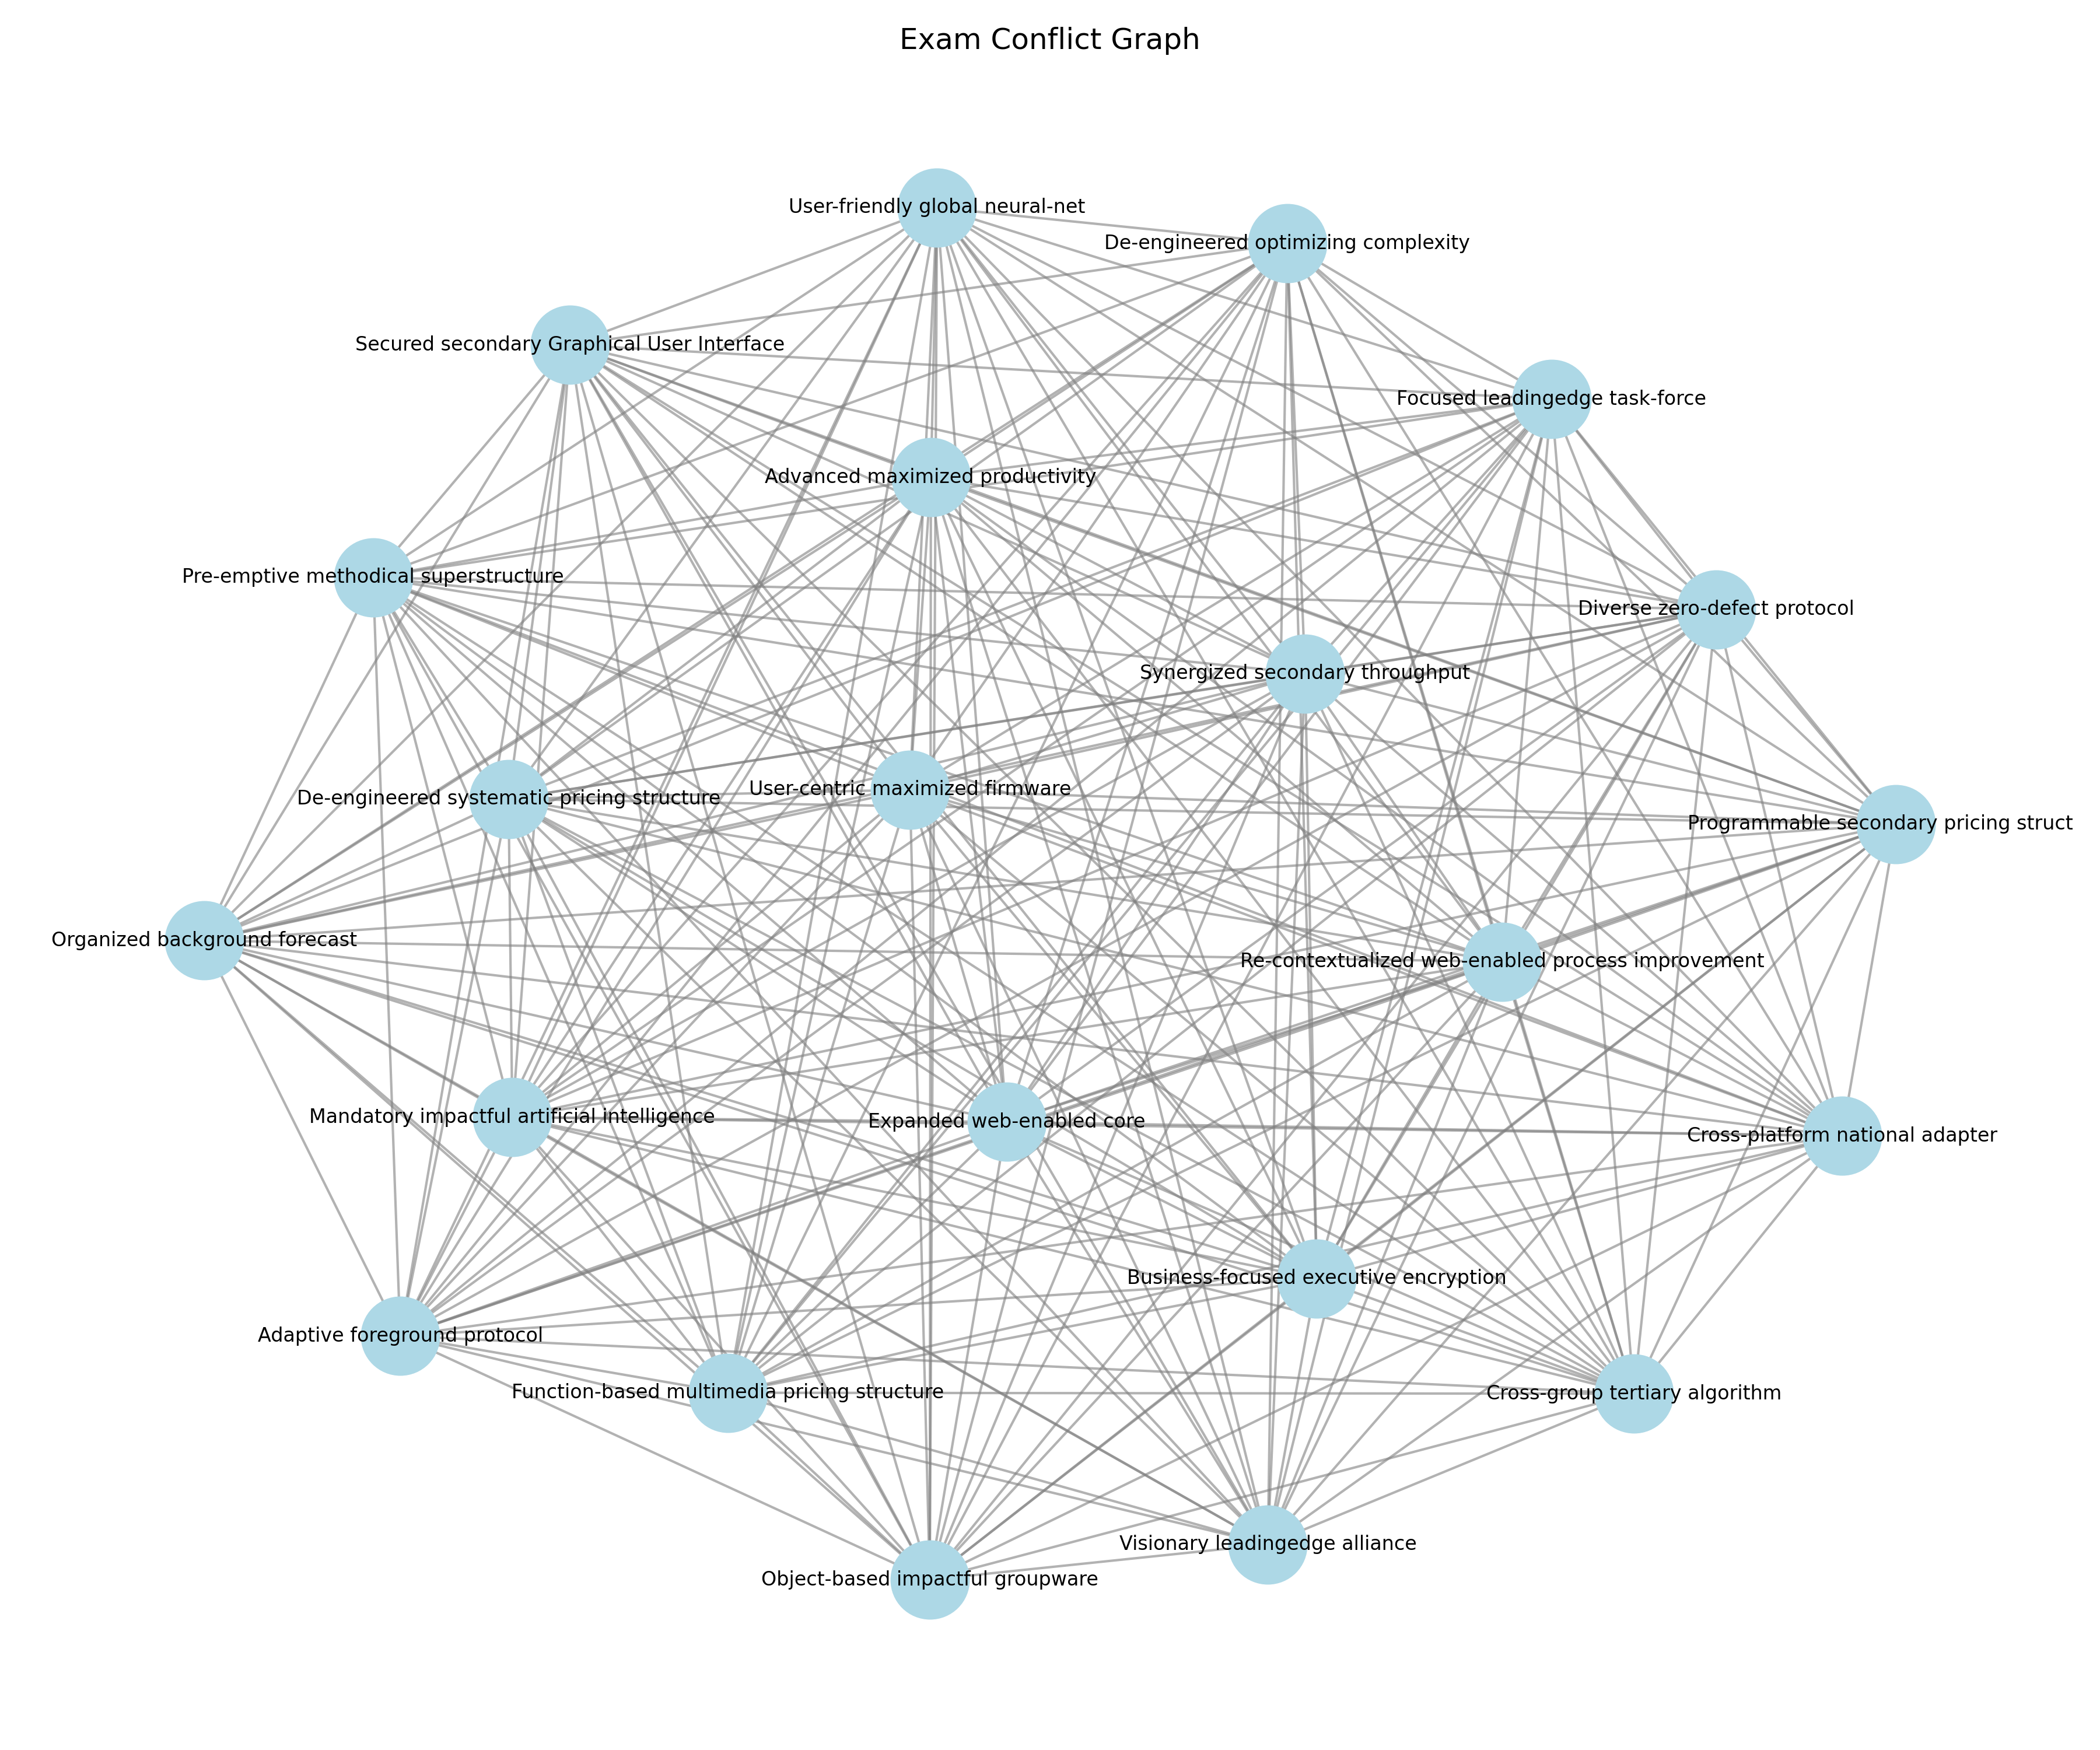 Exam Conflict Graph
User-friendly global neural-net
De-engineered optimizing complexity
Secured secondary Graphical User Interface
Focused leadingedge task-force
Advanced maximized productivity
Pre-emptive methodical superstructure
Diverse zero-defect protocol
Synergized secondary throughput
User-centric maximized firmware
De-engineered systematic pricing structure
Programmable secondary pricing struct
Organized background forecast
Re-contextualized web-enabled process improvement
Mandatory impactful artificial intelligence
Expanded web-enabled core
Cross-platform national adapter
Business-focused executive encryption
Adaptive foreground protocol
Function-based multimedia pricing structure
Cross-group tertiary algorithm
Visionary leadingedge alliance
Object-based impactful groupware